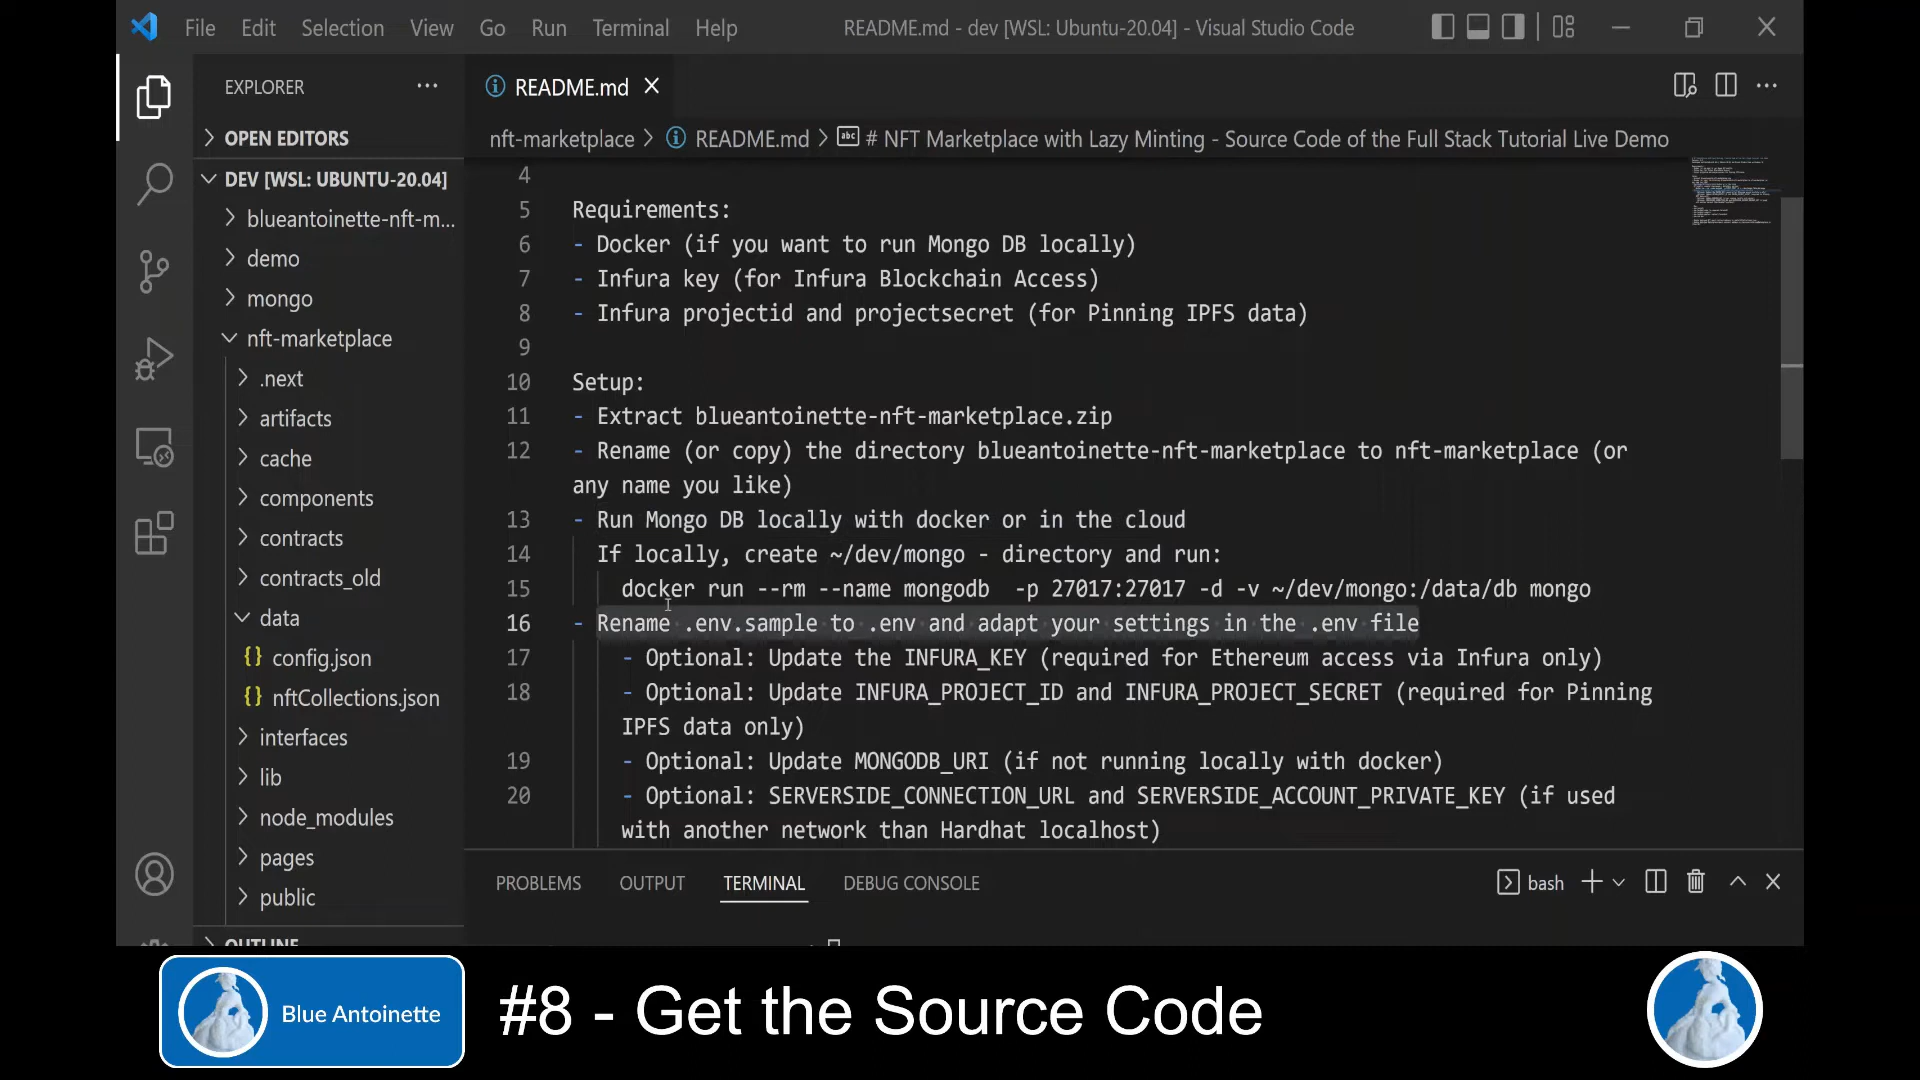 File Edit Selection View Go Run Terminal Help
README.md - dev [WSL: Ubuntu-20.04] - Visual Studio Code
EXPLORER
README.md
OPEN EDITORS
nft-marketplace > README.md > # NFT Marketplace with Lazy Minting - Source Code of the Full Stack Tutorial Live Demo
DEV [WSL: UBUNTU-20.04]
blueantoinette-nft-m...
demo
mongo
nft-marketplace
.next
artifacts
cache
components
contracts
contracts_old
data
{} config.json
{} nftCollections.json
interfaces
lib
node_modules
pages
public
OUTLINE
4
5 Requirements:
6 - Docker (if you want to run Mongo DB locally)
7 - Infura key (for Infura Blockchain Access)
8 - Infura projectid and projectsecret (for Pinning IPFS data)
9
10 Setup:
11 - Extract blueantoinette-nft-marketplace.zip
12 - Rename (or copy) the directory blueantoinette-nft-marketplace to nft-marketplace (or
any name you like)
13 - Run Mongo DB locally with docker or in the cloud
14 If locally, create ~/dev/mongo - directory and run:
15 docker run --rm --name mongodb  -p 27017:27017 -d -v ~/dev/mongo:/data/db mongo
16 - Rename .env.sample to .env and adapt your settings in the .env file
17 - Optional: Update the INFURA_KEY (required for Ethereum access via Infura only)
18 - Optional: Update INFURA_PROJECT_ID and INFURA_PROJECT_SECRET (required for Pinning
IPFS data only)
19 - Optional: Update MONGODB_URI (if not running locally with docker)
20 - Optional: SERVERSIDE_CONNECTION_URL and SERVERSIDE_ACCOUNT_PRIVATE_KEY (if used
with another network than Hardhat localhost)
PROBLEMS OUTPUT TERMINAL DEBUG CONSOLE
bash
Blue Antoinette
#8 - Get the Source Code